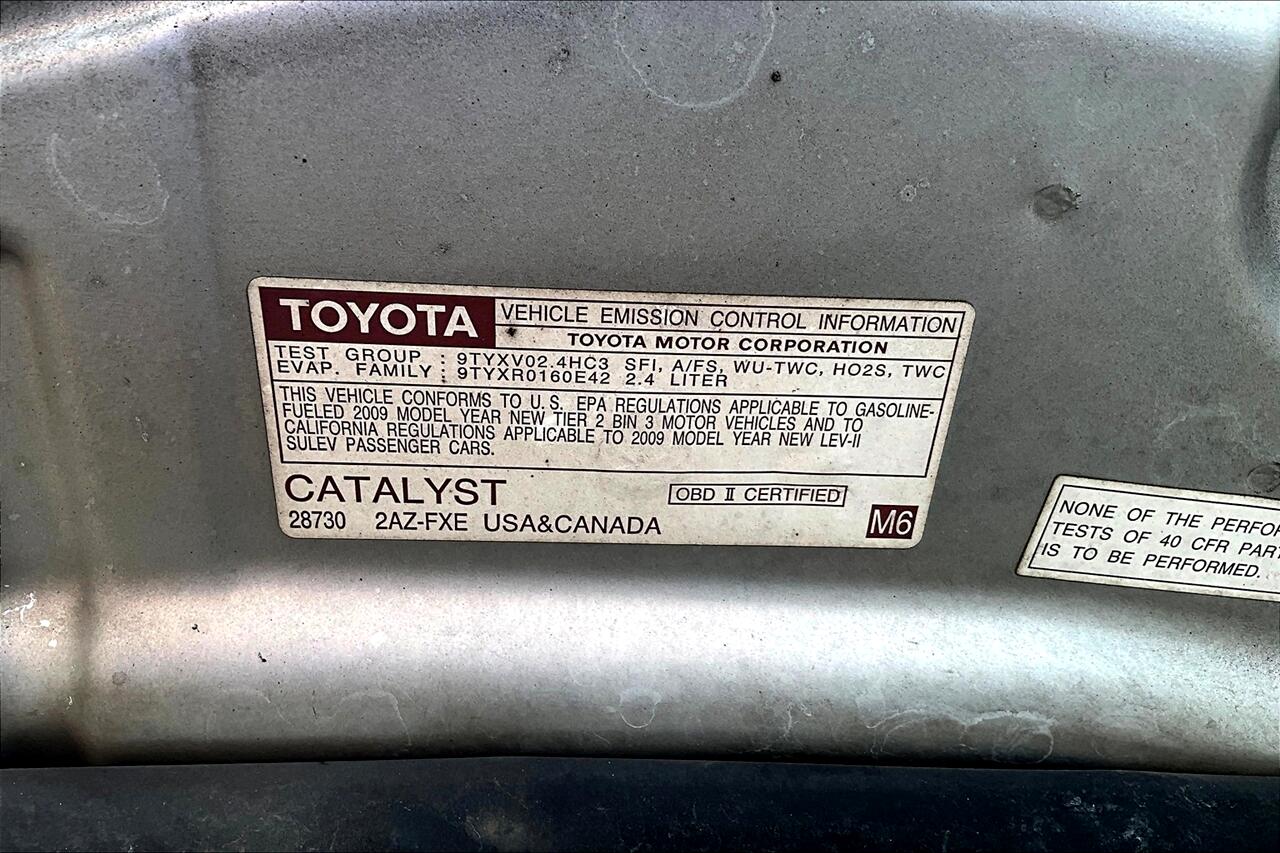 TOYOTA
VEHICLE EMISSION CONTROL INFORMATION
TOYOTA MOTOR CORPORATION
TEST GROUP : 9TYXV02.4HC3 SFI, A/FS, WU-TWC, HO2S, TWC
EVAP. FAMILY : 9TYXR0160E42 2.4 LITER
THIS VEHICLE CONFORMS TO U.S. EPA REGULATIONS APPLICABLE TO GASOLINE-
FUELED 2009 MODEL YEAR NEW TIER 2 BIN 3 MOTOR VEHICLES AND TO
CALIFORNIA REGULATIONS APPLICABLE TO 2009 MODEL YEAR NEW LEV-II
SULEV PASSENGER CARS.
CATALYST
OBD II CERTIFIED
28730 2AZ-FXE USA&CANADA
M6
NONE OF THE PERFOR
TESTS OF 40 CFR PART
IS TO BE PERFORMED.